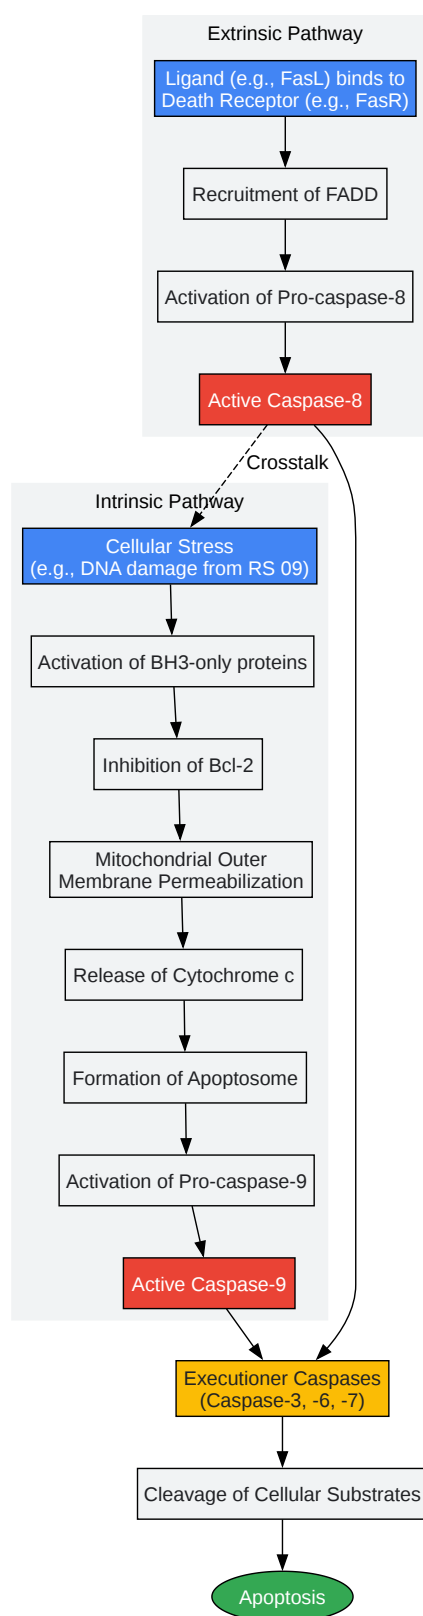 Extrinsic Pathway
Ligand (e.g., FasL) binds to
Death Receptor (e.g., FasR)
Recruitment of FADD
Activation of Pro-caspase-8
Active Caspase-8
Crosstalk
Intrinsic Pathway
Cellular Stress
(e.g., DNA damage from RS 09)
Activation of BH3-only proteins
Inhibition of Bcl-2
Mitochondrial Outer
Membrane Permeabilization
Release of Cytochrome c
Formation of Apoptosome
Activation of Pro-caspase-9
Active Caspase-9
Executioner Caspases
(Caspase-3, -6, -7)
Cleavage of Cellular Substrates
Apoptosis